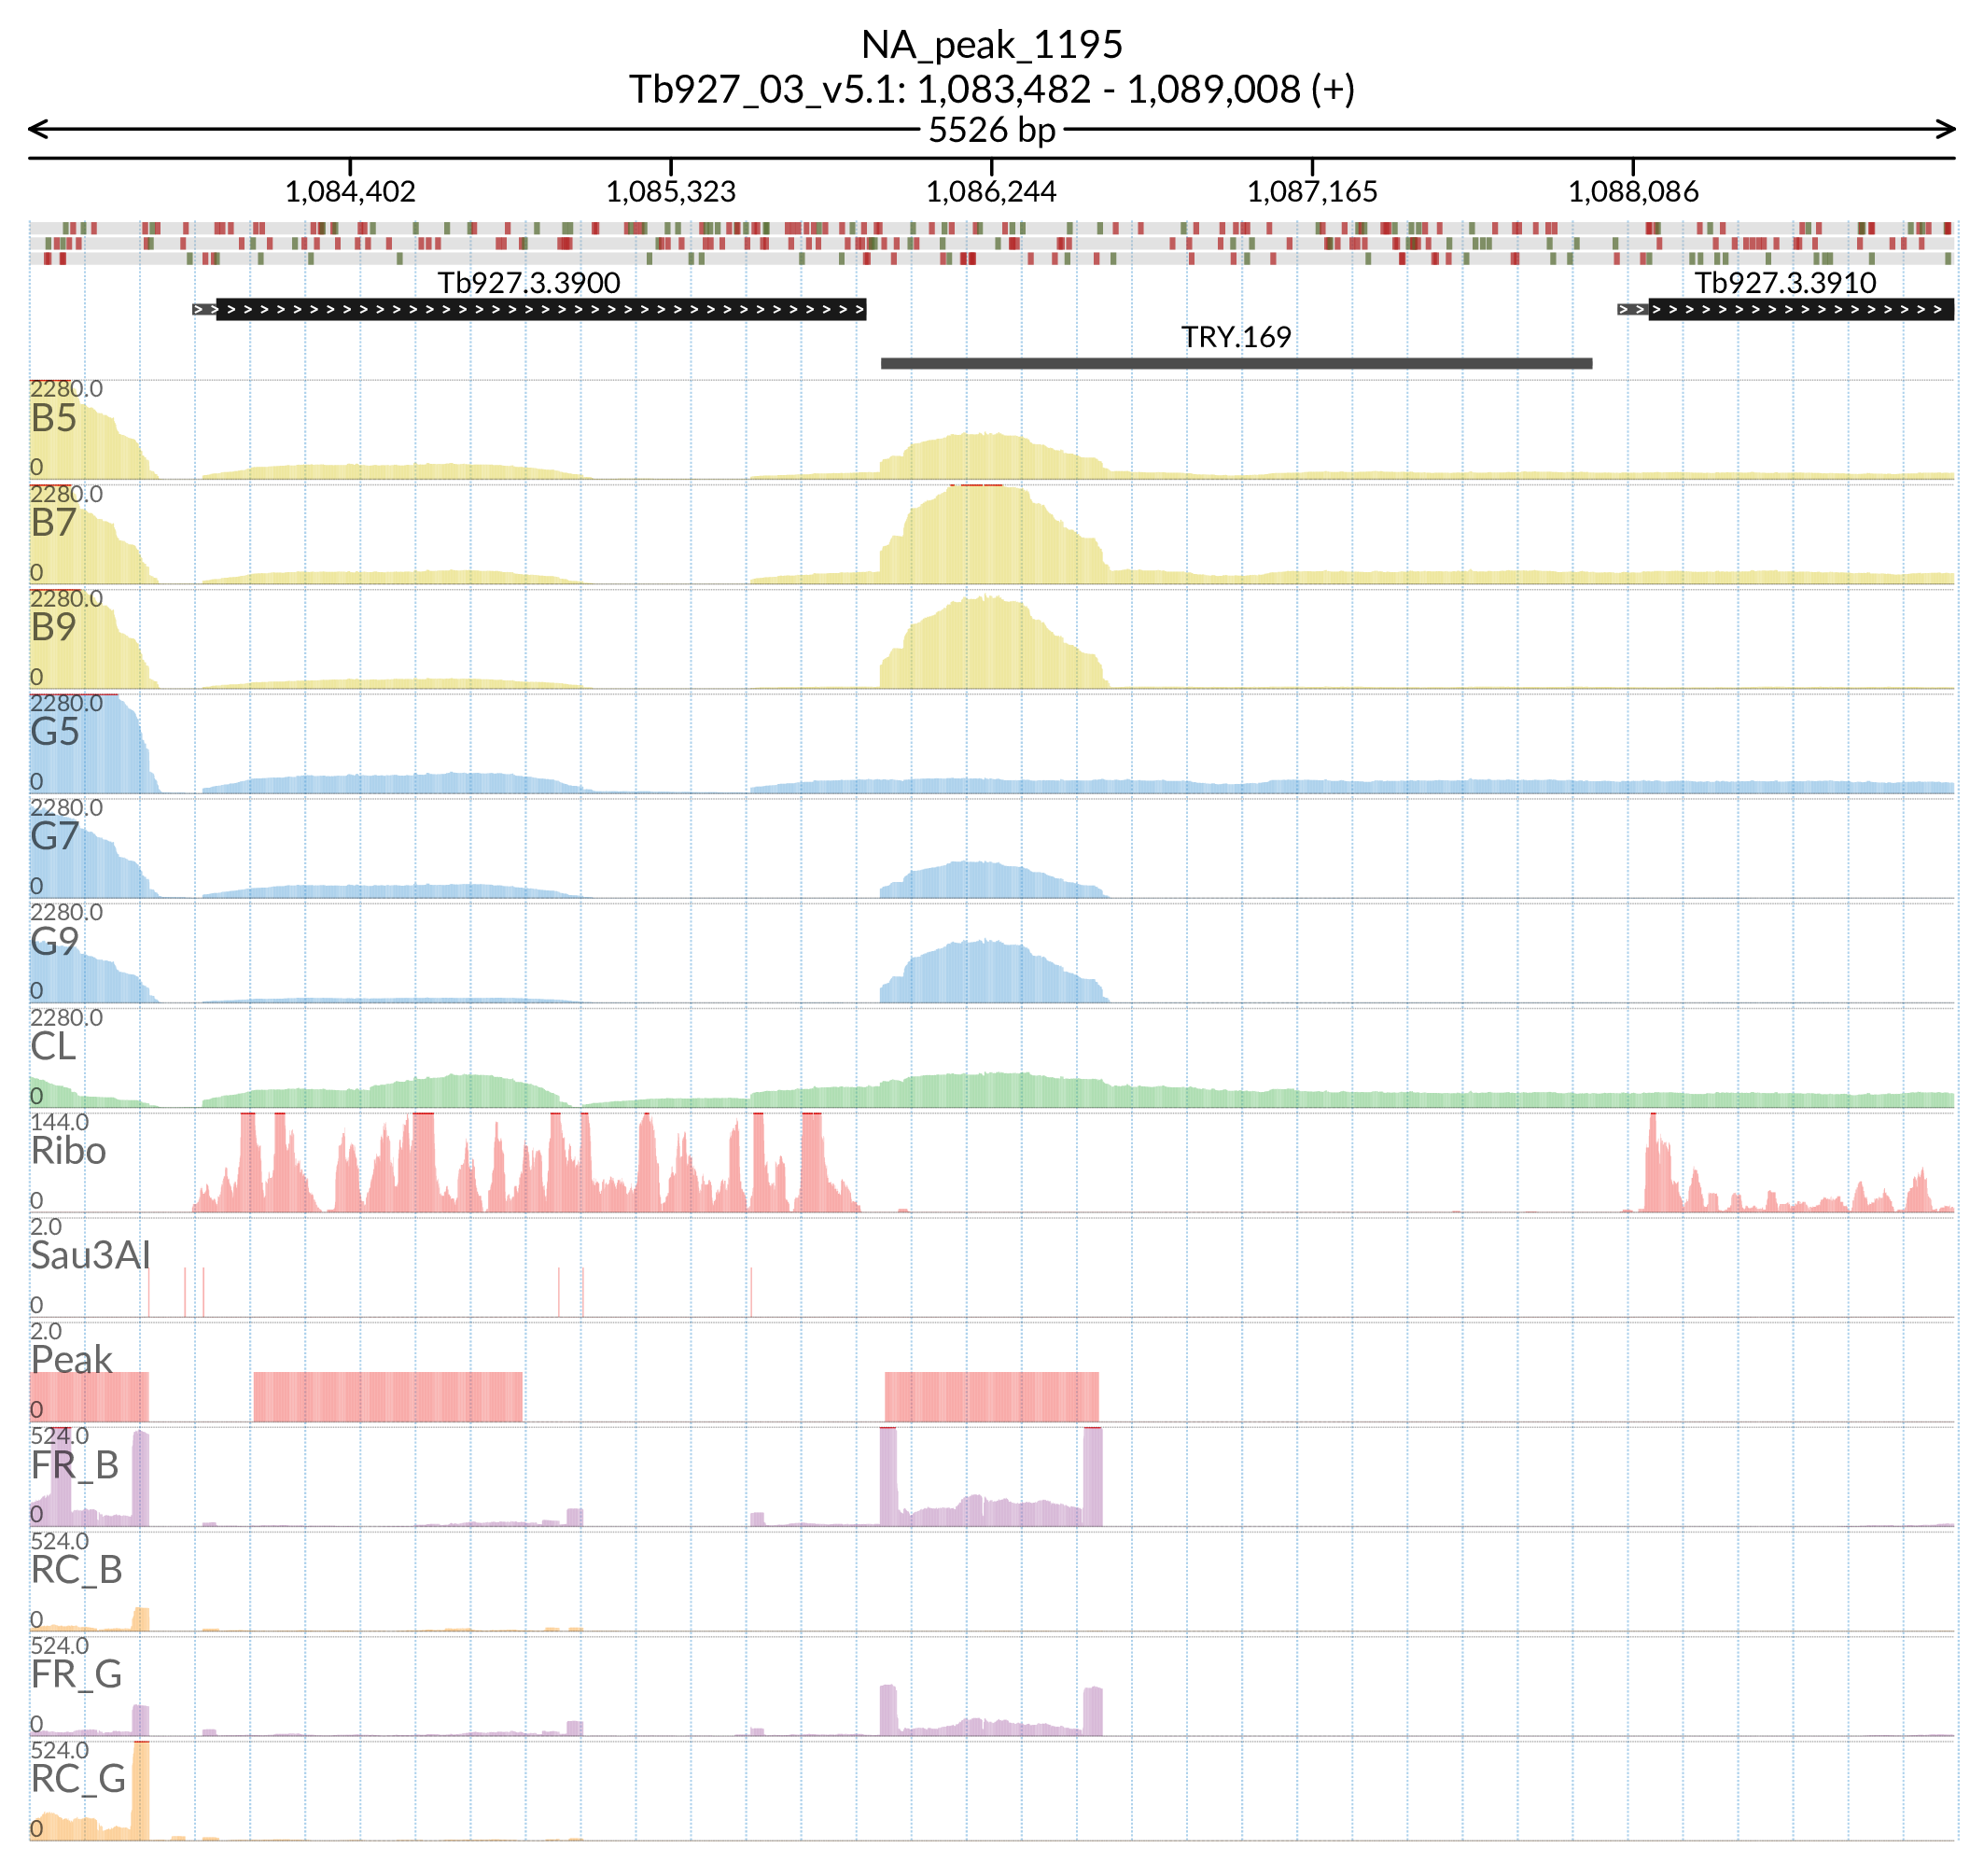 NA_peak_1195
Tb927_03_v5.1: 1,083,482 - 1,089,008 (+)
5526 bp
1,084,402 1,085,323 1,086,244 1,087,165 1,088,086
Tb927.3.3900 Tb927.3.3910
TRY.169
2280.0
B5
0
2280.0
B7
0
2280.0
B9
0
2280.0
G5
0
2280.0
G7
0
2280.0
G9
0
2280.0
CL
0
144.0
Ribo
0
2.0
Sau3AI
0
2.0
Peak
0
524.0
FR_B
0
524.0
RC_B
0
524.0
FR_G
0
524.0
RC_G
0